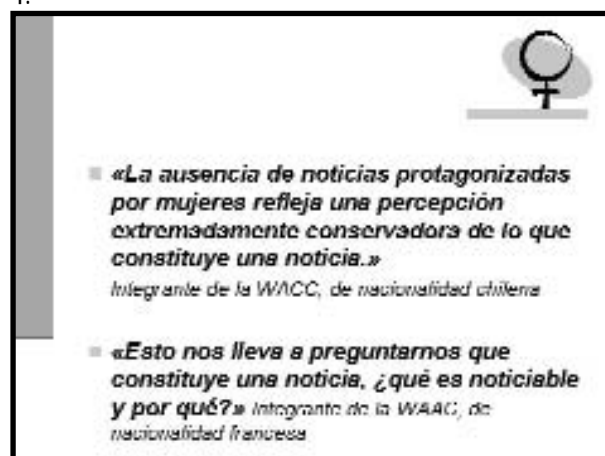 «La ausencia de noticias protagonizadas
por mujeres refleja una percepción
extremadamente conservadora de lo que
constituye una noticia.»
Integrante de la WACC, de nacionalidad chilena
«Esto nos lleva a preguntarnos que
constituye una noticia, ¿qué es noticiable
y por qué?» Integrante de la WAAC, de
nacionalidad francesa